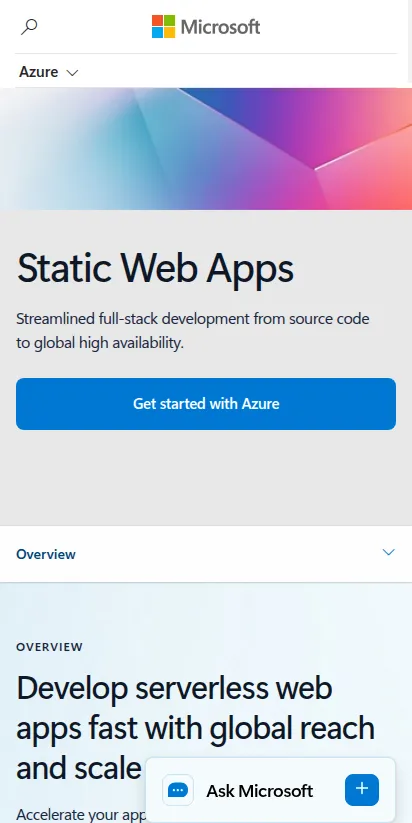 Microsoft
Azure
Static Web Apps
Streamlined full-stack development from source code
to global high availability.
Get started with Azure
Overview
OVERVIEW
Develop serverless web
apps fast with global reach
and scale
Accelerate your app
Ask Microsoft